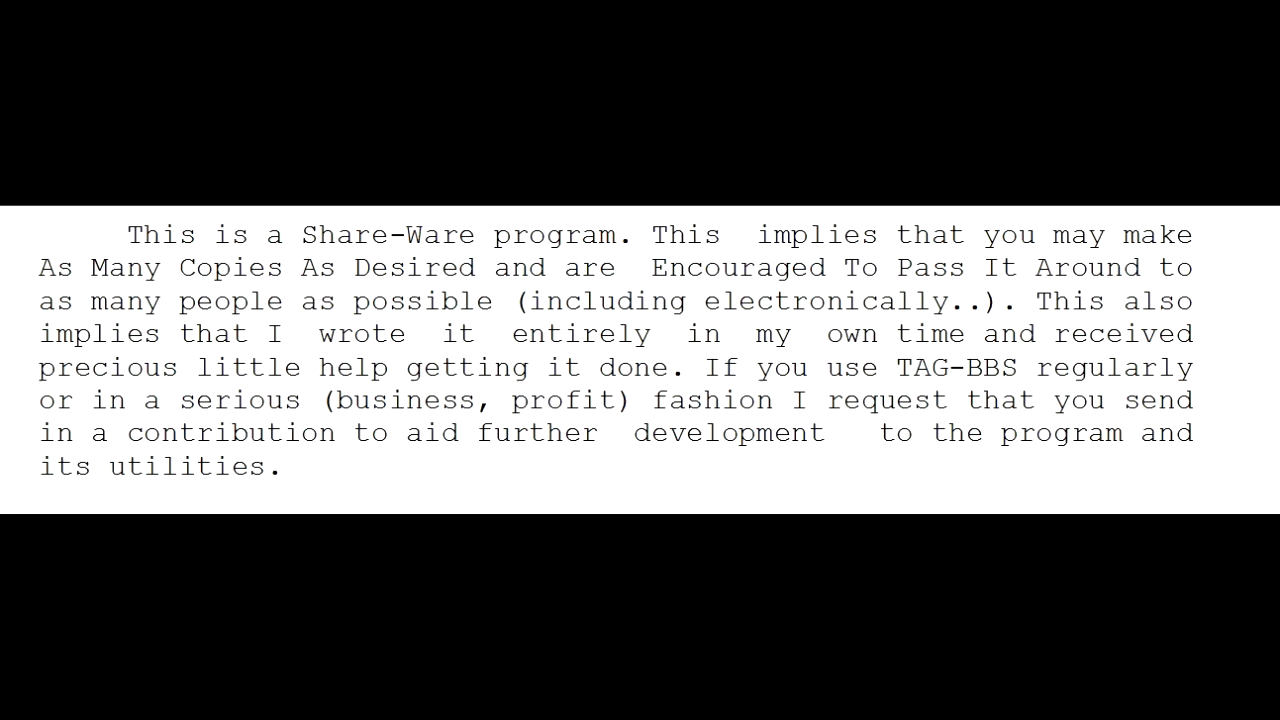 This is a Share-Ware program. This  implies that you may make
As Many Copies As Desired and are  Encouraged To Pass It Around to
as many people as possible (including electronically..). This also
implies that I  wrote  it  entirely  in  my  own time and received
precious little help getting it done. If you use TAG-BBS regularly
or in a serious (business, profit) fashion I request that you send
in a contribution to aid further  development   to the program and
its utilities.